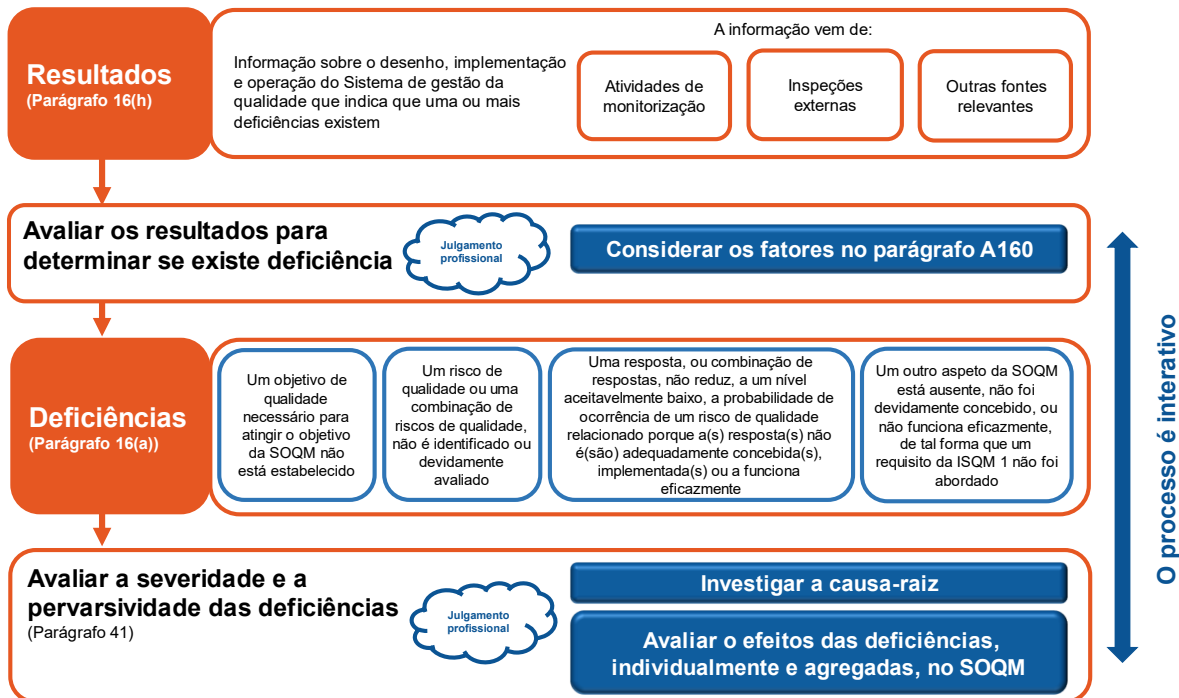 Resultados
(Parágrafo 16(h))
Informação sobre o desenho, implementação
e operação do Sistema de gestão da
qualidade que indica que uma ou mais
deficiências existem
A informação vem de:
Atividades de
monitorização
Inspeções
externas
Outras fontes
relevantes
Avaliar os resultados para
determinar se existe deficiência
Julgamento
profissional
Considerar os fatores no parágrafo A160
Deficiências
(Parágrafo 16(a))
Um objetivo de
qualidade
necessário para
atingir o objetivo
da SOQM não
está estabelecido
Um risco de
qualidade ou uma
combinação de
riscos de qualidade,
não é identificado ou
devidamente
avaliado
Uma resposta, ou combinação de
respostas, não reduz, a um nível
aceitavelmente baixo, a probabilidade de
ocorrência de um risco de qualidade
relacionado porque a(s) resposta(s) não
é(são) adequadamente concebida(s),
implementada(s) ou a funciona
eficazmente
Um outro aspeto da SOQM
está ausente, não foi
devidamente concebido, ou
não funciona eficazmente,
de tal forma que um
requisito da ISQM 1 não foi
abordado
Avaliar a severidade e a
pervarsividade das deficiências
(Parágrafo 41)
Julgamento
profissional
Investigar a causa-raiz
Avaliar o efeitos das deficiências,
individualmente e agregadas, no SOQM
O processo é interativo